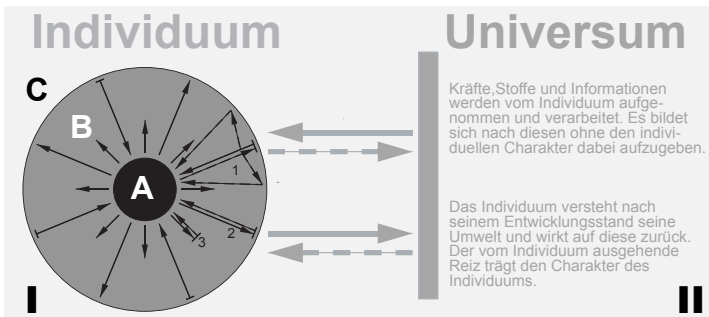 Individuum
Universum
C
B
A
1
2
3
I
Kräfte,Stoffe und Informationen
werden vom Individuum aufge-
nommen und verarbeitet. Es bildet
sich nach diesen ohne den indivi-
duellen Charakter dabei aufzugeben.
Das Individuum versteht nach
seinem Entwicklungsstand seine
Umwelt und wirkt auf diese zurück.
Der vom Individuum ausgehende
Reiz trägt den Charakter des
Individuums.
II